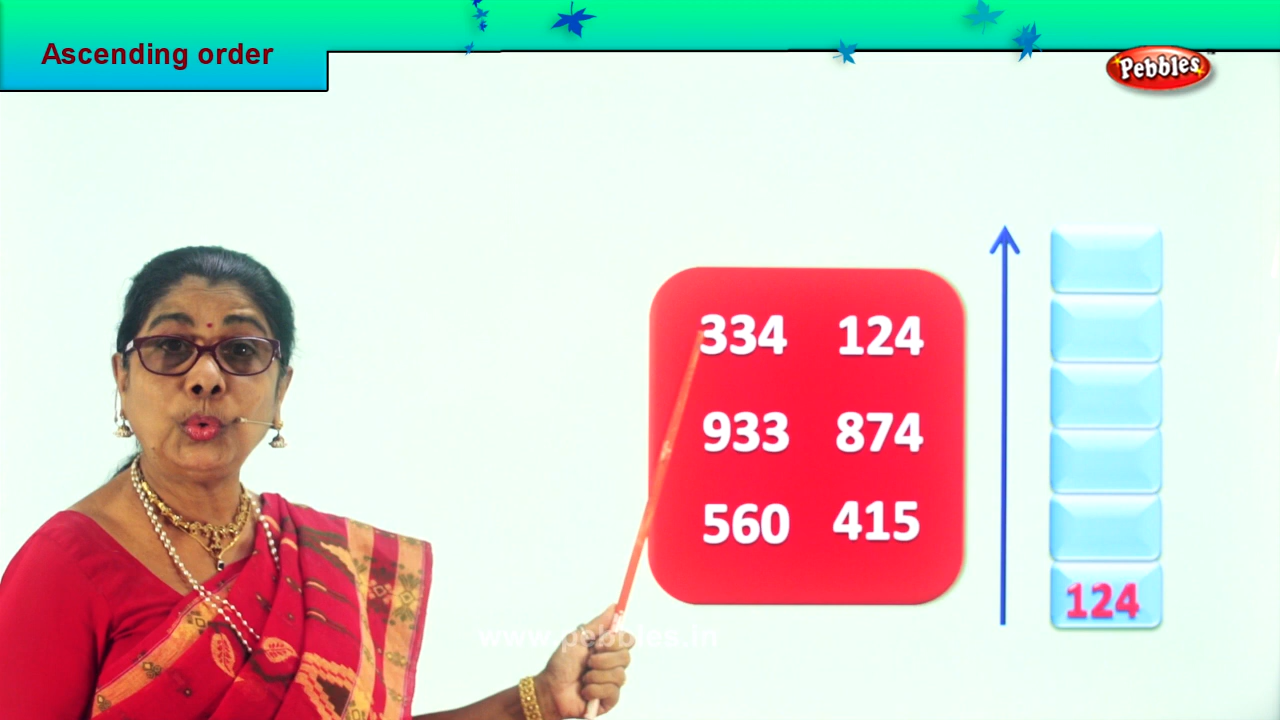 Ascending order
Pebbles
334 124
933 874
560 415
124
www.pebbles.in